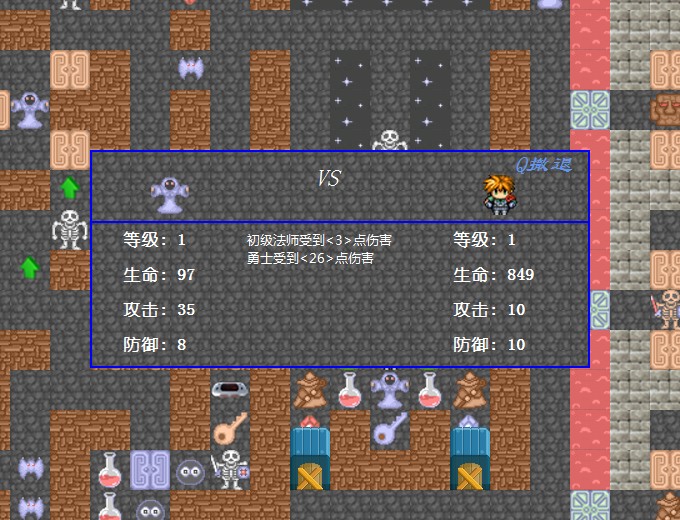 Q撤退
VS
等级: 1
生命: 97
攻击: 35
防御: 8
初级法师受到<3>点伤害
勇士受到<26>点伤害
等级: 1
生命: 849
攻击: 10
防御: 10